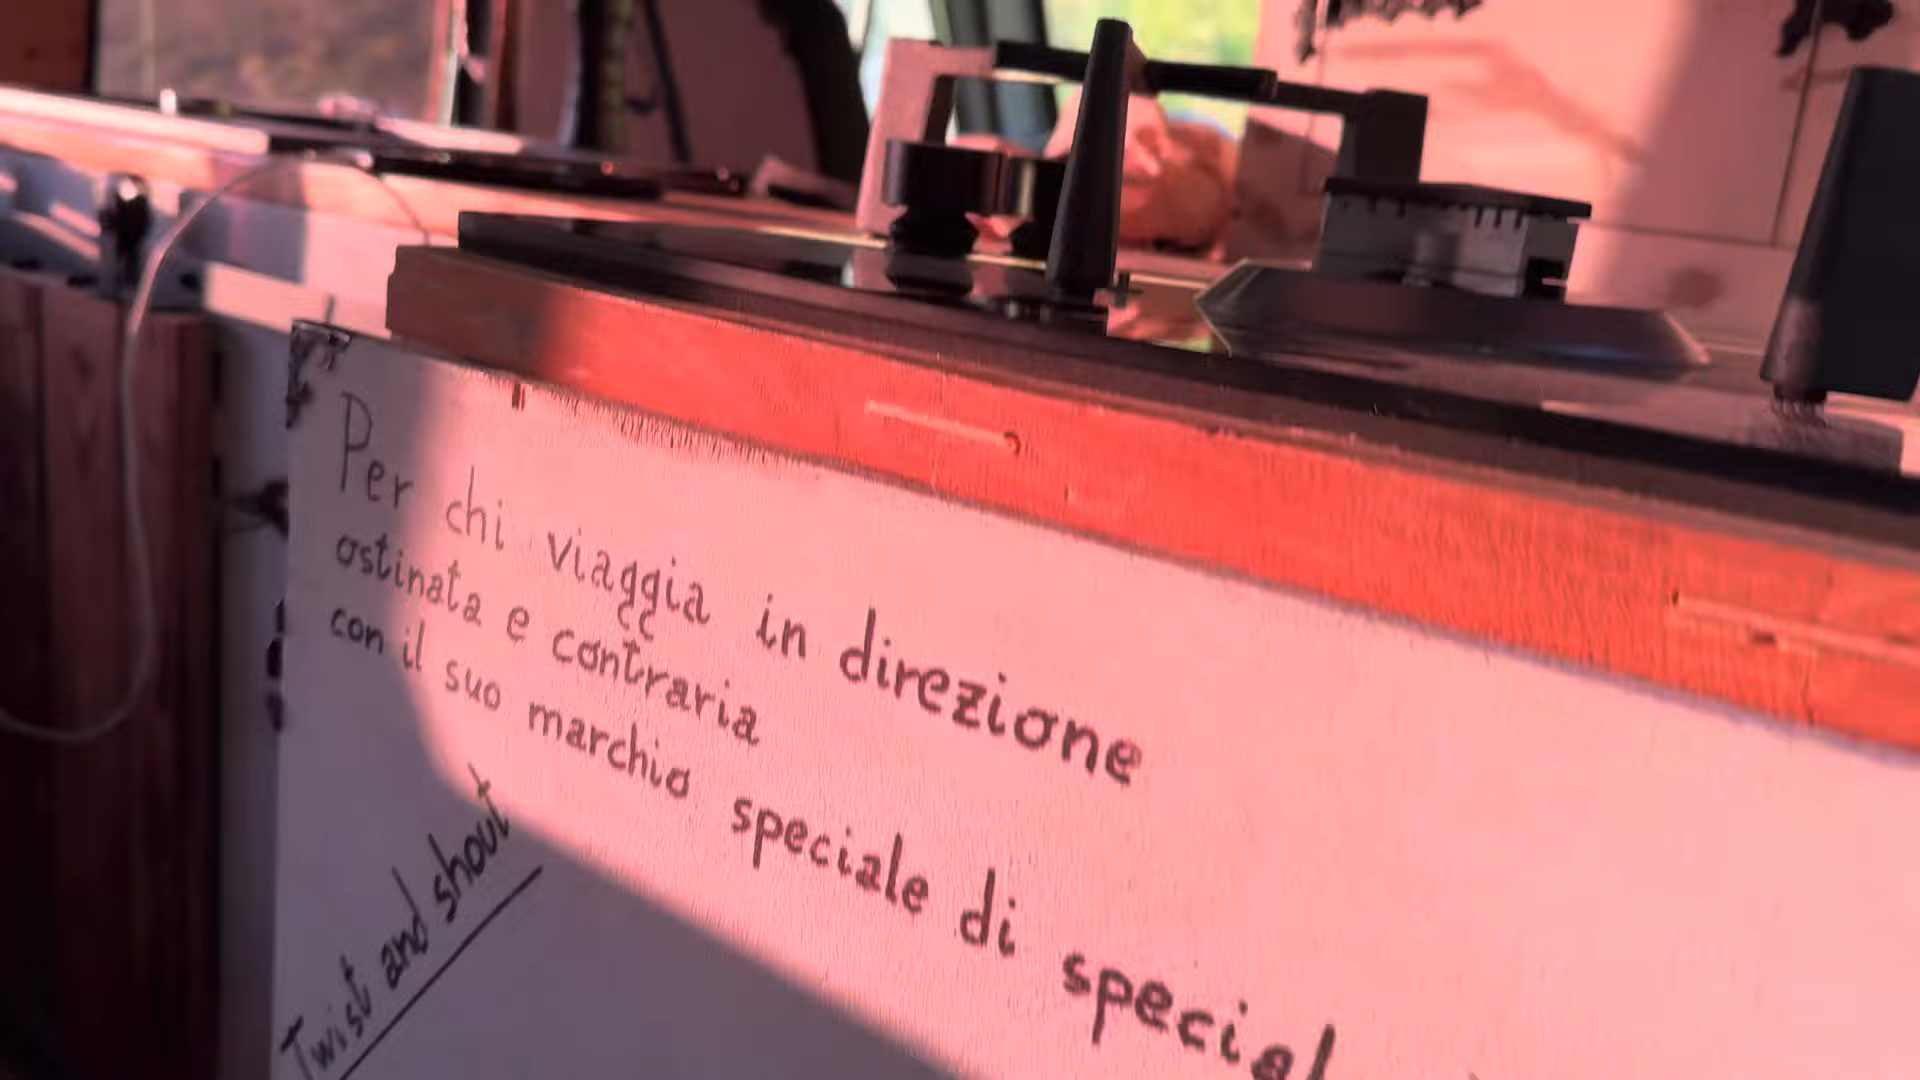 Per chi viaggia in direzione
ostinata e contraria
con il suo marchio speciale di special
Twist and shout